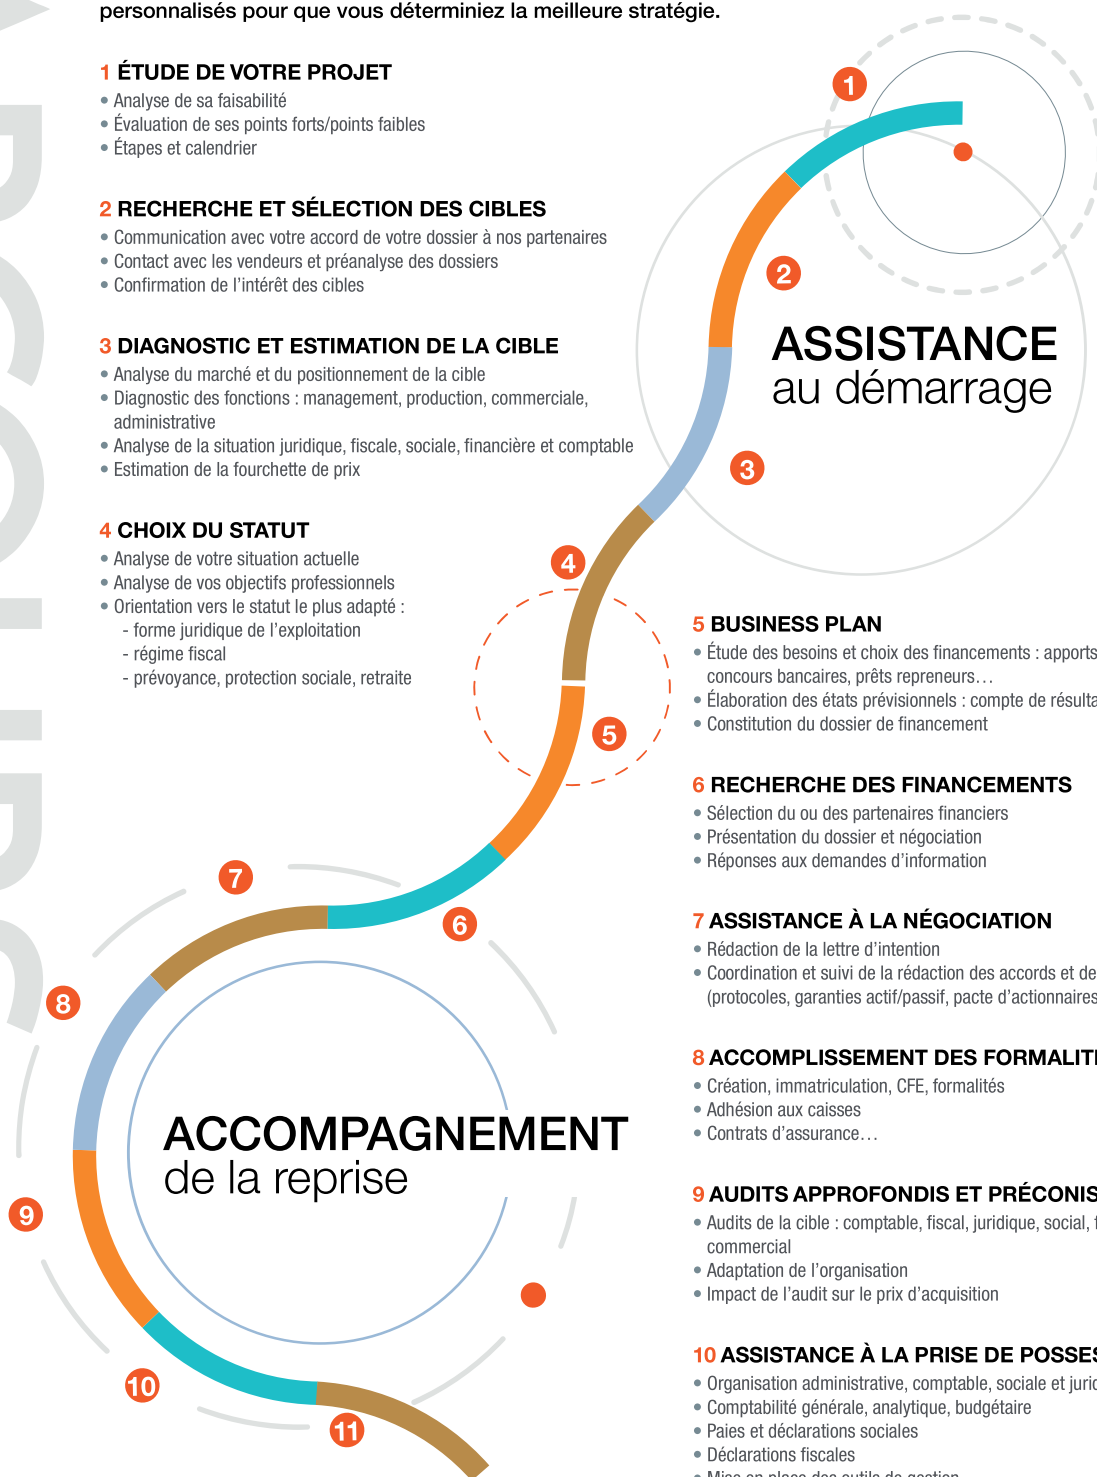 personnalisés pour que vous déterminiez la meilleure stratégie.
1 ÉTUDE DE VOTRE PROJET
• Analyse de sa faisabilité
• Évaluation de ses points forts/points faibles
• Étapes et calendrier
2 RECHERCHE ET SÉLECTION DES CIBLES
• Communication avec votre accord de votre dossier à nos partenaires
• Contact avec les vendeurs et préanalyse des dossiers
• Confirmation de l’intérêt des cibles
3 DIAGNOSTIC ET ESTIMATION DE LA CIBLE
• Analyse du marché et du positionnement de la cible
• Diagnostic des fonctions : management, production, commerciale,
administrative
• Analyse de la situation juridique, fiscale, sociale, financière et comptable
• Estimation de la fourchette de prix
4 CHOIX DU STATUT
• Analyse de votre situation actuelle
• Analyse de vos objectifs professionnels
• Orientation vers le statut le plus adapté :
- forme juridique de l’exploitation
- régime fiscal
- prévoyance, protection sociale, retraite
1
2
ASSISTANCE
au démarrage
3
4
5
5 BUSINESS PLAN
• Étude des besoins et choix des financements : apports
concours bancaires, prêts repreneurs…
• Élaboration des états prévisionnels : compte de
• Constitution du dossier de financement
6 RECHERCHE DES FINANCEMENTS
• Sélection du ou des partenaires financiers
• Présentation du dossier et négociation
• Réponses aux demandes d’information
7 ASSISTANCE À LA NÉGOCIATION
• Rédaction de la lettre d’intention
• Coordination et suivi de la rédaction des accords et de
(protocoles, garanties actif/passif, pacte d’actionnaires
8 ACCOMPLISSEMENT DES
• Création, immatriculation, CFE, formalités
• Adhésion aux caisses
• Contrats d’assurance…
9 AUDITS APPROFONDIS ET
• Audits de la cible : comptable, fiscal, juridique, social,
commercial
• Adaptation de l’organisation
• Impact de l’audit sur le prix d’acquisition
10 ASSISTANCE À LA PRISE DE
• Organisation administrative, comptable, sociale et
• Comptabilité générale, analytique, budgétaire
• Paies et déclarations sociales
• Déclarations fiscales
• Mise en place des outils de gestion
6
7
8
ACCOMPAGNEMENT
de la reprise
9
10
11